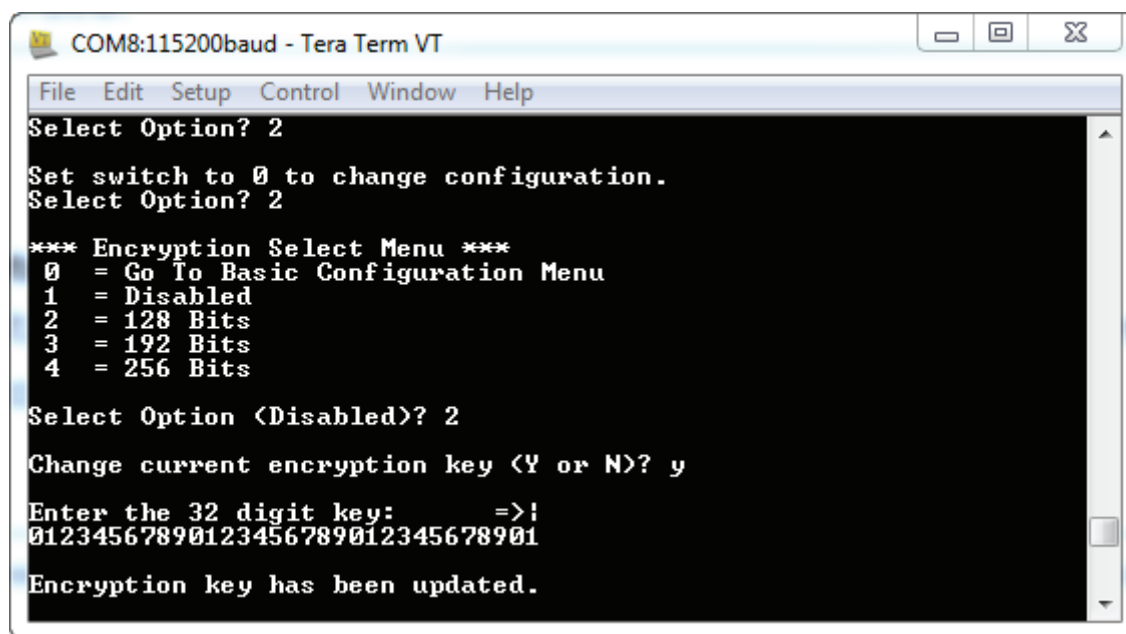 COM8:115200baud - Tera Term VT
File Edit Setup Control Window Help
Select Option? 2
Set switch to 0 to change configuration.
Select Option? 2
*** Encryption Select Menu ***
0 = Go To Basic Configuration Menu
1 = Disabled
2 = 128 Bits
3 = 192 Bits
4 = 256 Bits
Select Option (Disabled)? 2
Change current encryption key (Y or N)? y
Enter the 32 digit key: =>¦
01234567890123456789012345678901
Encryption key has been updated.